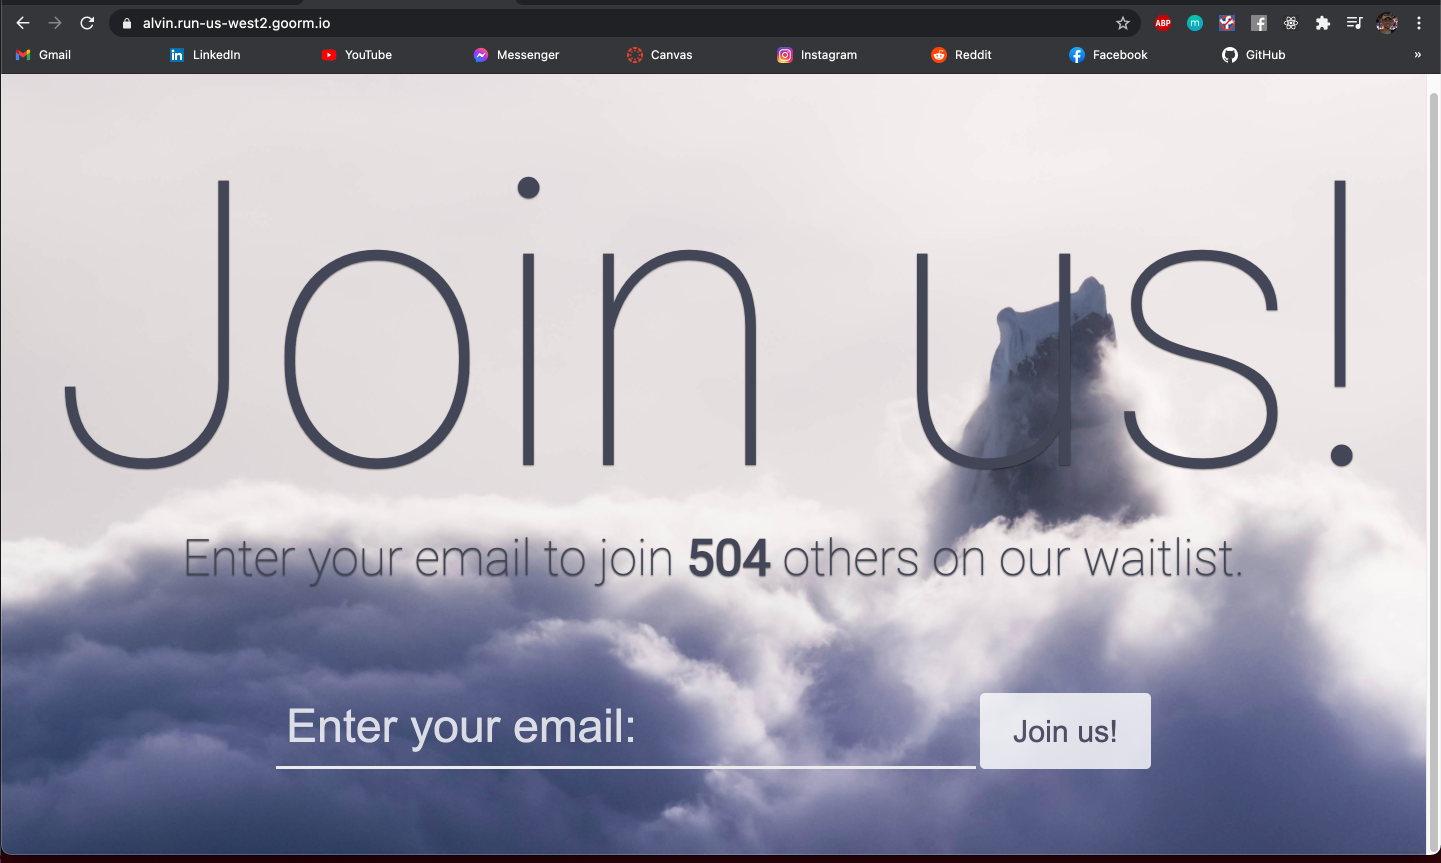 alvin.run-us-west2.goorm.io
ABP m
Gmail LinkedIn YouTube Messenger Canvas Instagram Reddit Facebook GitHub »
Join us!
Enter your email to join 504 others on our waitlist.
Enter your email: Join us!